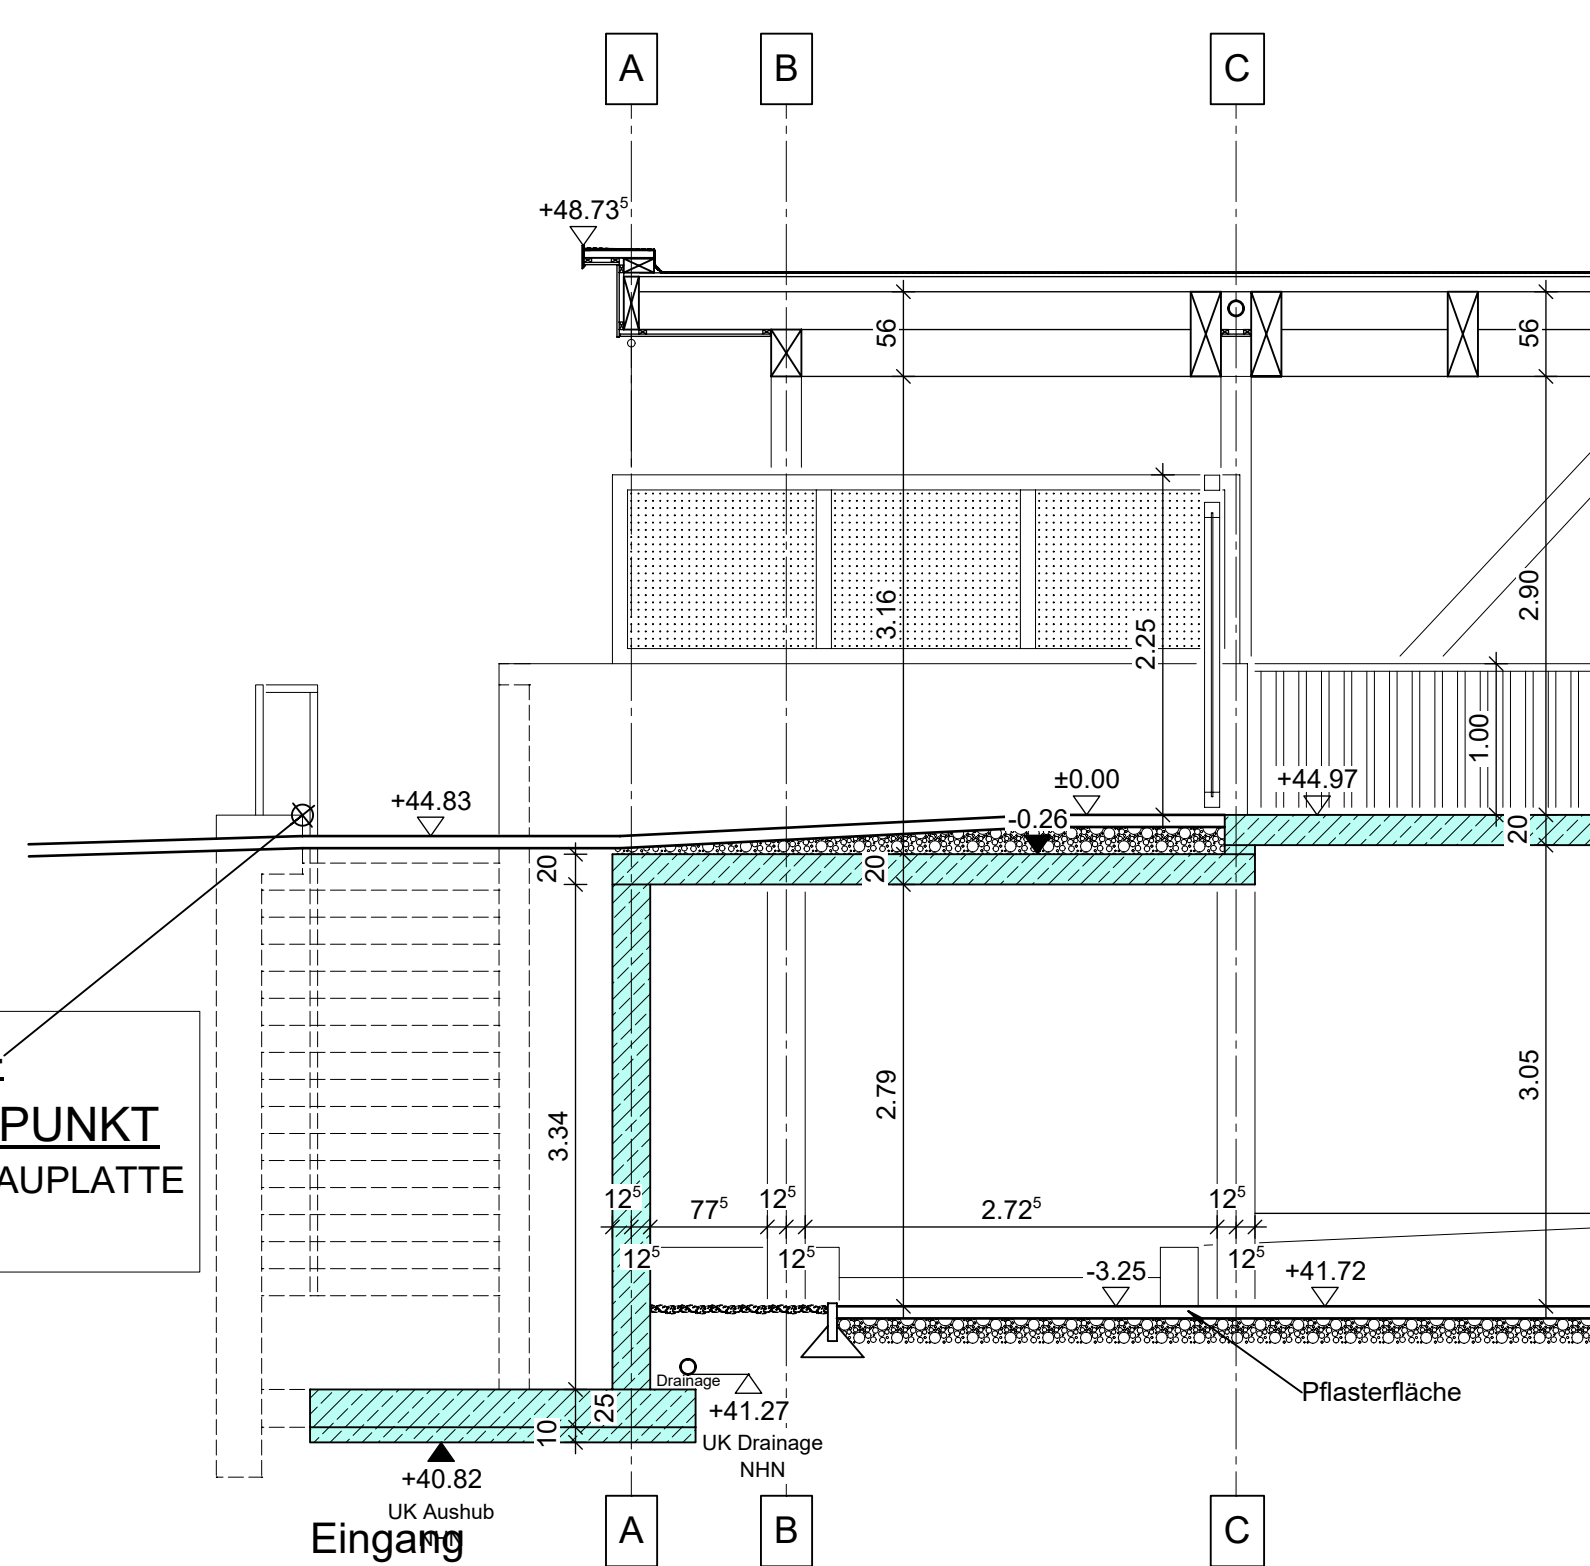 A
B
C
+48.73⁵
56
56
3.16
2.25
2.90
1.00
+44.83
±0.00
+44.97
-0.26
20
20
20
3.34
2.79
3.05
PUNKT
AUPLATTE
12⁵
77⁵
12⁵
2.72⁵
12⁵
12⁵
12⁵
12⁵
-3.25
+41.72
Drainage
+41.27
UK Drainage
NHN
Pflasterfläche
25
10
+40.82
UK Aushub
NHN
Eingang
A
B
C